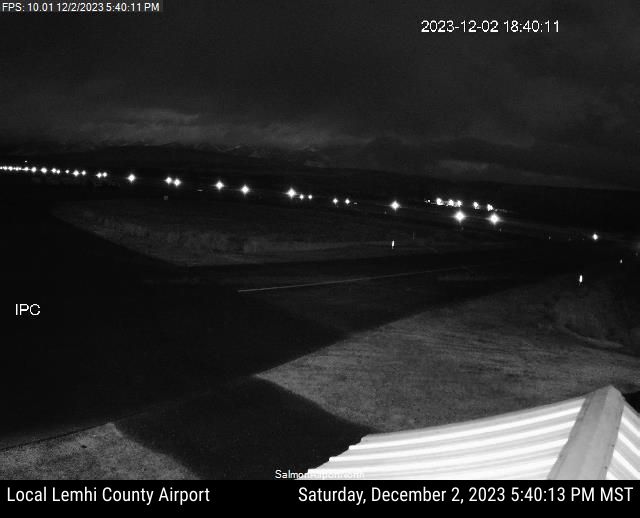 FPS: 10.01 12/2/2023 5:40:11 PM
2023-12-02 18:40:11
IPC
Local Lemhi County Airport
Saturday, December 2, 2023 5:40:13 PM MST